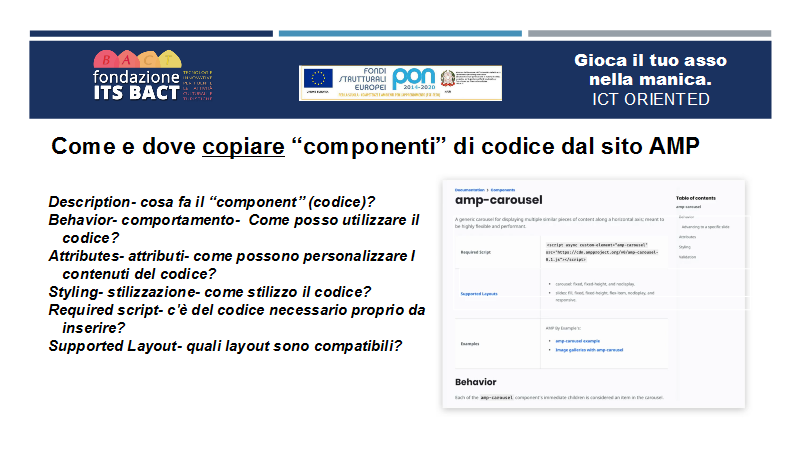 B A C T
fondazione
ITS BACT
TECNOLOGIE
INNOVATIVE
FONDI
STRUTTURALI
EUROPEI
pon
2014-2020
Gioca il tuo asso
nella manica.
ICT ORIENTED
Come e dove copiare “componenti” di codice dal sito AMP
Description- cosa fa il “component” (codice)?
Behavior- comportamento- Come posso utilizzare il
codice?
Attributes- attributi- come possono personalizzare I
contenuti del codice?
Styling- stilizzazione- come stilizzo il codice?
Required script- c’è del codice necessario proprio da
inserire?
Supported Layout- quali layout sono compatibili?
Documentation > Components
amp-carousel
A generic carousel for displaying multiple similar pieces of content along a horizontal axis; meant to
be highly flexible and performant.
Required Script
<script async custom-element="amp-carousel"
src="https://cdn.ampproject.org/v0/amp-carousel-
0.1.js"></script>
Supported Layouts
carousel: fixed, fixed-height, and nodisplay.
slides: fill, fixed, fixed-height, flex-item, nodisplay, and
responsive.
Examples
AMP By Example's:
amp-carousel example
Image galleries with amp-carousel
Behavior
Each of the amp-carousel component's immediate children is considered an item in the carousel.
Table of contents
amp-carousel
Behavior
Advancing to a specific slide
Attributes
Styling
Validation